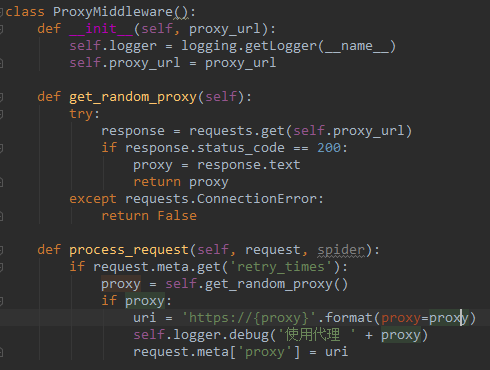 class ProxyMiddleware():
    def __init__(self, proxy_url):
        self.logger = logging.getLogger(__name__)
        self.proxy_url = proxy_url

    def get_random_proxy(self):
        try:
            response = requests.get(self.proxy_url)
            if response.status_code == 200:
                proxy = response.text
                return proxy
        except requests.ConnectionError:
            return False

    def process_request(self, request, spider):
        if request.meta.get('retry_times'):
            proxy = self.get_random_proxy()
            if proxy:
                uri = 'https://{proxy}'.format(proxy=proxy)
                self.logger.debug('使用代理 ' + proxy)
                request.meta['proxy'] = uri